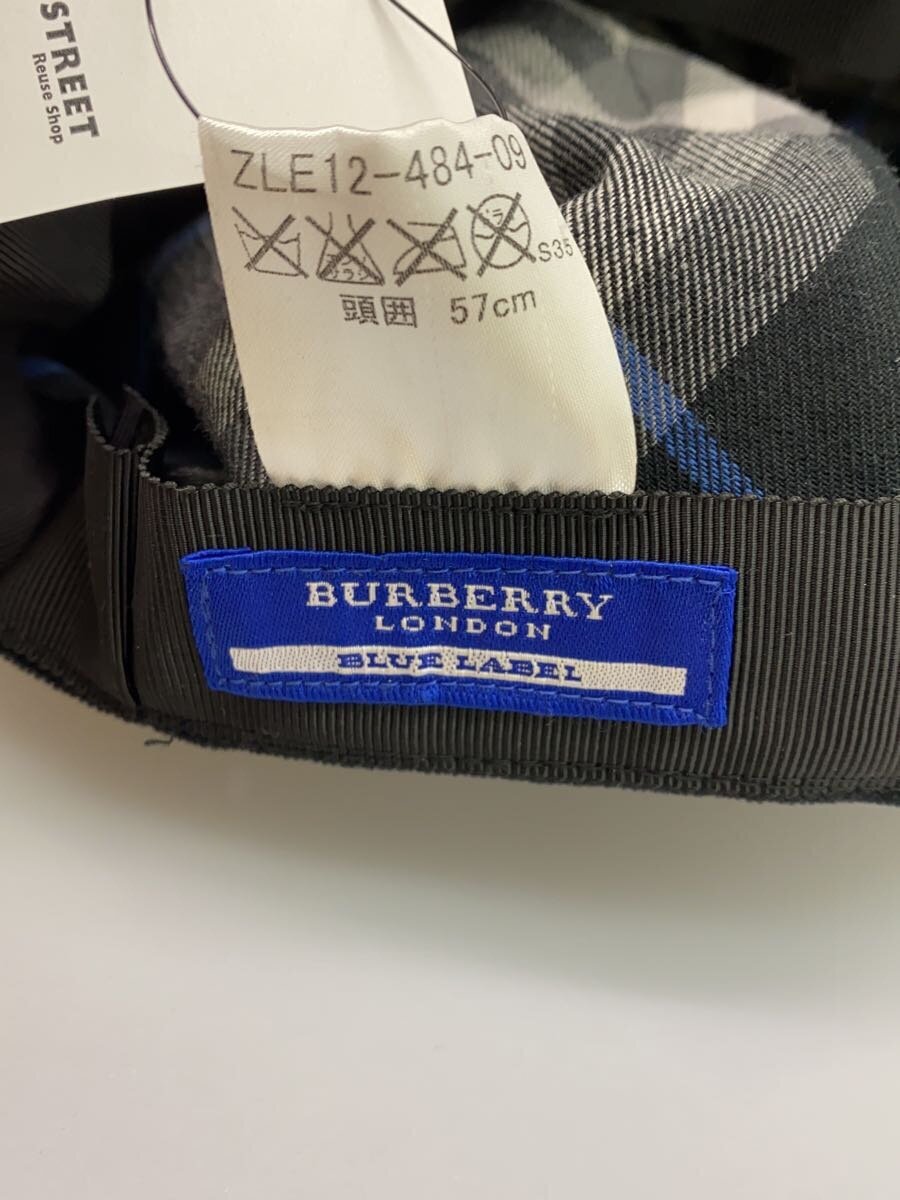 STREET
Reuse Shop
ZLE12-484-09
S35
頭囲 57cm
BURBERRY
LONDON
BLUE LABEL